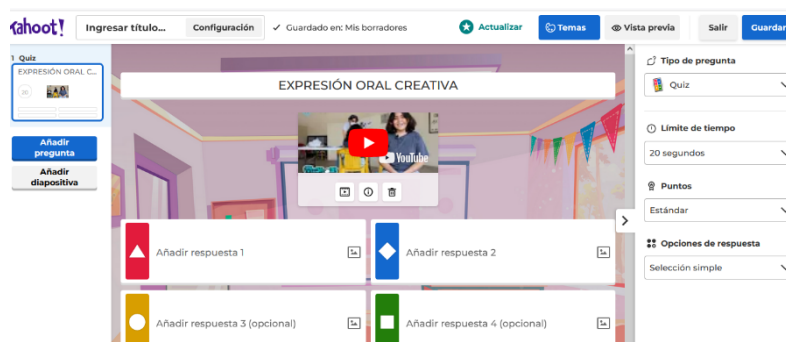 Kahoot!
Ingresar título...
Configuración
Guardado en: Mis borradores
Actualizar
Temas
Vista previa
Salir
Guardar
1 Quiz
EXPRESIÓN ORAL C...
20
Añadir pregunta
Añadir diapositiva
EXPRESIÓN ORAL CREATIVA
YouTube
Añadir respuesta 1
Añadir respuesta 2
Añadir respuesta 3 (opcional)
Añadir respuesta 4 (opcional)
Tipo de pregunta
Quiz
Límite de tiempo
20 segundos
Puntos
Estándar
Opciones de respuesta
Selección simple